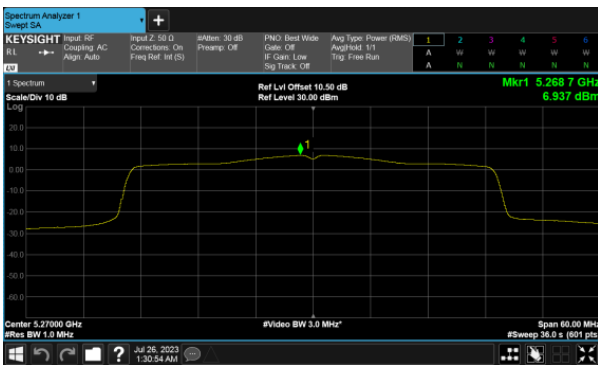 Spectrum Analyzer 1
Swept SA
KEYSIGHT Input: RF Input Z: 50 Ω #Atten: 30 dB PNO: Best Wide Avg Type: Power (RMS) 1 2 3 4 5 6
RL Coupling: AC Corrections: On Preamp: Off Gate: Off Avg|Hold: 1/1 A W W W W W
Align: Auto Freq Ref: Int (S) IF Gain: Low Trig: Free Run
LXI Sig Track: Off A N N N N N
1 Spectrum Ref Lvl Offset 10.50 dB Mkr1 5.268 7 GHz
Scale/Div 10 dB Ref Level 30.00 dBm 6.937 dBm
Log
20.0
1
10.0
0.00
-10.0
-20.0
-30.0
-40.0
-50.0
-60.0
Center 5.27000 GHz #Video BW 3.0 MHz* Span 60.00 MHz
#Res BW 1.0 MHz #Sweep 36.0 s (601 pts
? Jul 26, 2023
1:30:54 AM